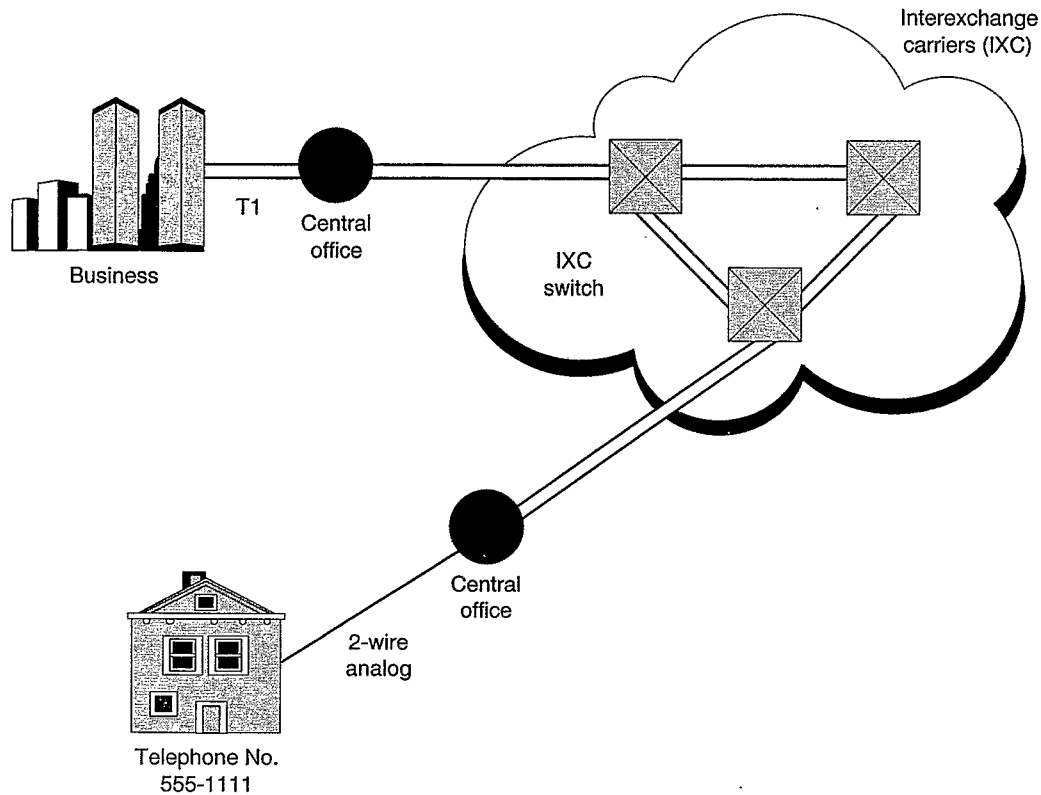 Interexchange
carriers (IXC)
T1
Central
office
Business
IXC
switch
Central
office
2-wire
analog
Telephone No.
555-1111